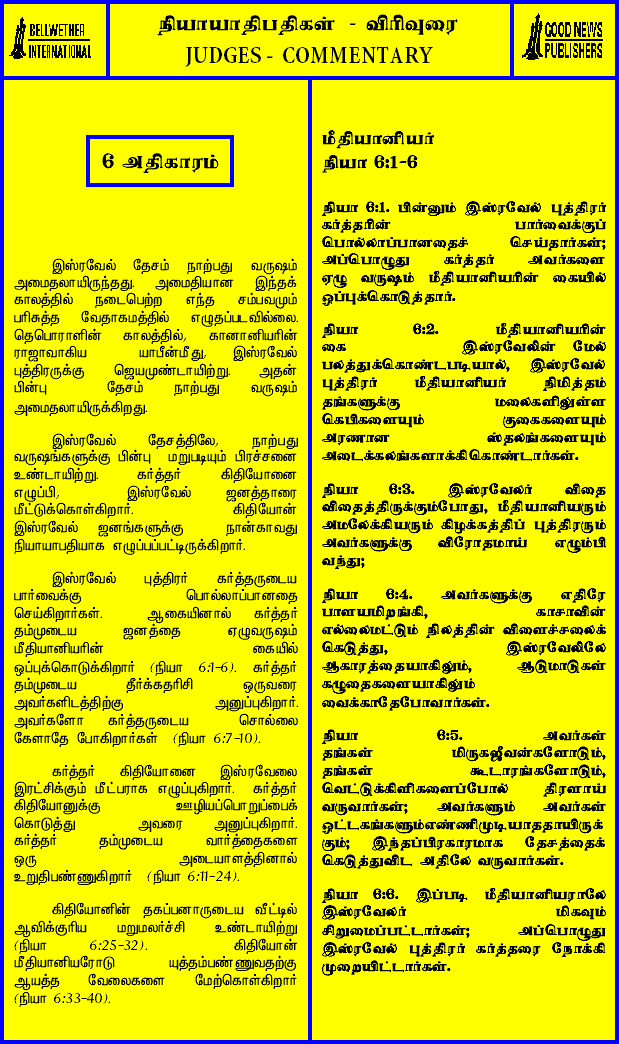 BELLWETHER
INTERNATIONAL
நியாயாதிபதிகள் - விரிவுரை
JUDGES - COMMENTARY
GOOD NEWS
PUBLISHERS
6 அதிகாரம்
இஸ்ரவேல் தேசம் நாற்பது வருஷம்
அமைதலாயிருந்தது. அமைதியான இந்தக்
காலத்தில் நடைபெற்ற எந்த சம்பவமும்
பரிசுத்த வேதாகமத்தில் எழுதப்படவில்லை.
தெபொராளின் காலத்தில், கானானியரின்
ராஜாவாகிய யாபீன்மீது, இஸ்ரவேல்
புத்திரருக்கு ஜெயமுண்டாயிற்று. அதன்
பின்பு தேசம் நாற்பது வருஷம்
அமைதலாயிருக்கிறது.
இஸ்ரவேல் தேசத்திலே, நாற்பது
வருஷங்களுக்கு பின்பு மறுபடியும் பிரச்சனை
உண்டாயிற்று. கர்த்தர் கிதியோனை
எழுப்பி, இஸ்ரவேல் ஜனத்தாரை
மீட்டுக்கொள்கிறார். கிதியோன்
இஸ்ரவேல் ஜனங்களுக்கு நான்காவது
நியாயாபதியாக எழுப்பப்பட்டிருக்கிறார்.
இஸ்ரவேல் புத்திரர் கர்த்தருடைய
பார்வைக்கு பொல்லாப்பானதை
செய்கிறார்கள். ஆகையினால் கர்த்தர்
தம்முடைய ஜனத்தை ஏழுவருஷம்
மீதியானியரின் கையில்
ஒப்புக்கொடுக்கிறார் (நியா 6:1-6). கர்த்தர்
தம்முடைய தீர்க்கதரிசி ஒருவரை
அவர்களிடத்திற்கு அனுப்புகிறார்.
அவர்களோ கர்த்தருடைய சொல்லை
கேளாதே போகிறார்கள் (நியா 6:7-10).
கர்த்தர் கிதியோனை இஸ்ரவேலை
இரட்சிக்கும் மீட்பராக எழுப்புகிறார். கர்த்தர்
கிதியோனுக்கு ஊழியப்பொறுப்பைக்
கொடுத்து அவரை அனுப்புகிறார்.
கர்த்தர் தம்முடைய வார்த்தைகளை
ஒரு அடையாளத்தினால்
உறுதிபண்ணுகிறார் (நியா 6:11-24).
கிதியோனின் தகப்பனாருடைய வீட்டில்
ஆவிக்குரிய மறுமலர்ச்சி உண்டாயிற்று
(நியா 6:25-32). கிதியோன்
மீதியானியரோடு யுத்தம்பண்ணுவதற்கு
ஆயத்த வேலைகளை மேற்கொள்கிறார்
(நியா 6:33-40).
மீதியானியர்
நியா 6:1-6
நியா 6:1. பின்னும் இஸ்ரவேல் புத்திரர்
கர்த்தரின் பார்வைக்குப்
பொல்லாப்பானதைச் செய்தார்கள்;
அப்பொழுது கர்த்தர் அவர்களை
ஏழு வருஷம் மீதியானியரின் கையில்
ஒப்புக்கொடுத்தார்.
நியா 6:2. மீதியானியரின்
கை இஸ்ரவேலின் மேல்
பலத்துக்கொண்டபடியால், இஸ்ரவேல்
புத்திரர் மீதியானியர் நிமித்தம்
தங்களுக்கு மலைகளிலுள்ள
கெபிகளையும் குகைகளையும்
அரணான ஸ்தலங்களையும்
அடைக்கலங்களாக்கிகொண்டார்கள்.
நியா 6:3. இஸ்ரவேலர் விதை
விதைத்திருக்கும்போது, மீதியானியரும்
அமலேக்கியரும் கிழக்கத்திப் புத்திரரும்
அவர்களுக்கு விரோதமாய் எழும்பி
வந்து;
நியா 6:4. அவர்களுக்கு எதிரே
பாளயமிறங்கி, காசாவின்
எல்லைமட்டும் நிலத்தின் விளைச்சலைக்
கெடுத்து, இஸ்ரவேலிலே
ஆகாரத்தையாகிலும், ஆடுமாடுகள்
கழுதைகளையாகிலும்
வைக்காதேபோவார்கள்.
நியா 6:5. அவர்கள்
தங்கள் மிருகஜீவன்களோடும்,
தங்கள் கூடாரங்களோடும்,
வெட்டுக்கிளிகளைப்போல் திரளாய்
வருவார்கள்; அவர்களும் அவர்கள்
ஒட்டகங்களும்எண்ணிமுடியாததாயிருக்
கும்; இந்தப்பிரகாரமாக தேசத்தைக்
கெடுத்துவிட அதிலே வருவார்கள்.
நியா 6:6. இப்படி மீதியானியராலே
இஸ்ரவேலர் மிகவும்
சிறுமைப்பட்டார்கள்; அப்பொழுது
இஸ்ரவேல் புத்திரர் கர்த்தரை நோக்கி
முறையிட்டார்கள்.